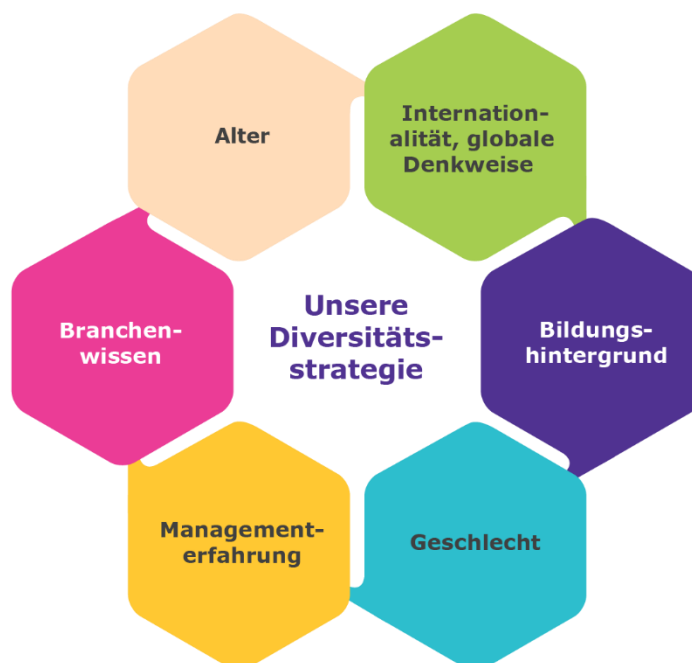 Alter
Internation-
alität, globale
Denkweise
Unsere
Diversitäts-
strategie
Branchen-
wissen
Bildungs-
hintergrund
Management-
erfahrung
Geschlecht